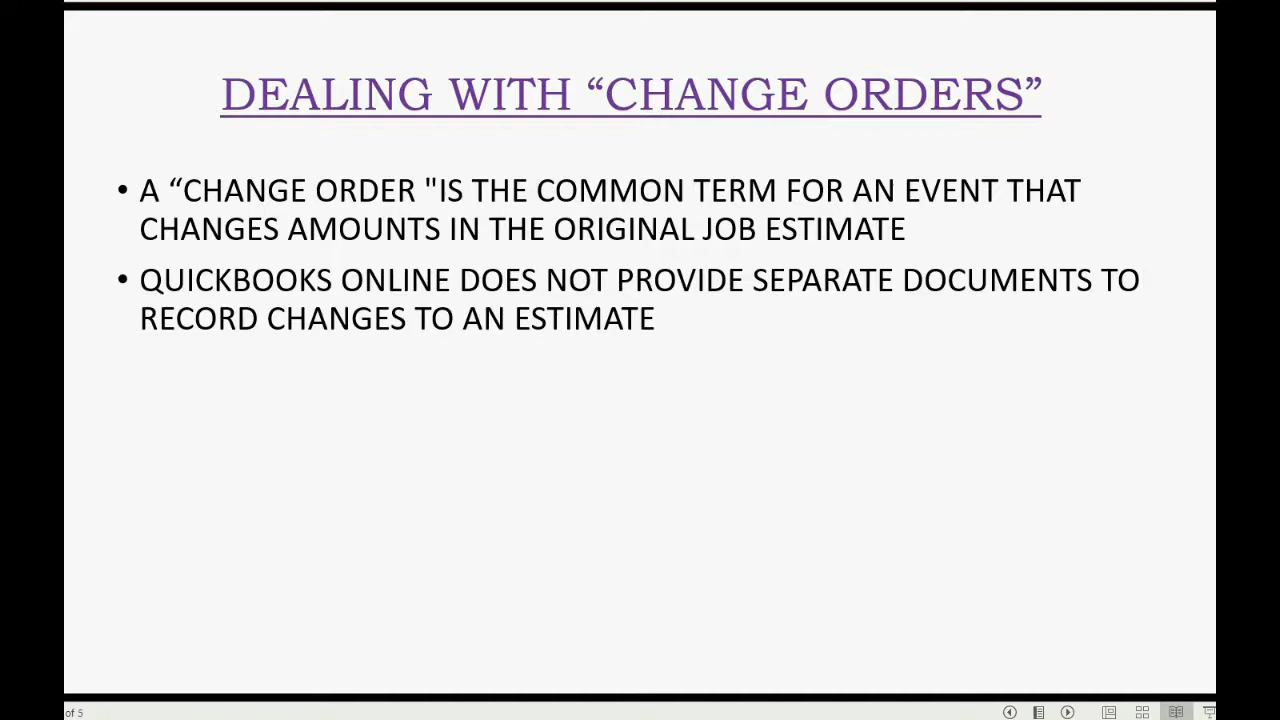 DEALING WITH “CHANGE ORDERS”
• A “CHANGE ORDER "IS THE COMMON TERM FOR AN EVENT THAT
CHANGES AMOUNTS IN THE ORIGINAL JOB ESTIMATE
• QUICKBOOKS ONLINE DOES NOT PROVIDE SEPARATE DOCUMENTS TO
RECORD CHANGES TO AN ESTIMATE
of 5